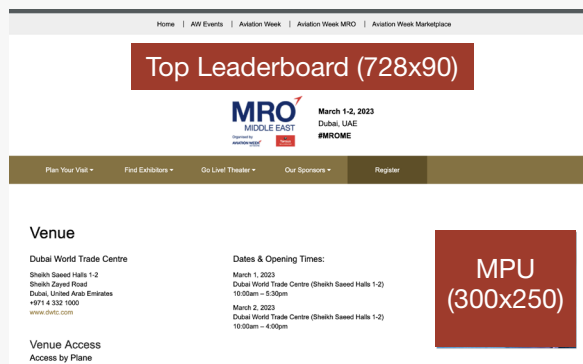 Home | AW Events | Aviation Week | Aviation Week MRO | Aviation Week Marketplace
Top Leaderboard (728x90)
MRO
MIDDLE EAST
Organised by
AVIATION WEEK
March 1-2, 2023
Dubai, UAE
#MROME
Plan Your Visit Find Exhibitors Go Live! Theater Our Sponsors Register
Venue
Dubai World Trade Centre
Sheikh Saeed Halls 1-2
Sheikh Zayed Road
Dubai, United Arab Emirates
+971 4 332 1000
www.dwtc.com
Dates & Opening Times:
March 1, 2023
Dubai World Trade Centre (Sheikh Saeed Halls 1-2)
10:00am – 5:30pm
March 2, 2023
Dubai World Trade Centre (Sheikh Saeed Halls 1-2)
10:00am – 4:00pm
MPU
(300x250)
Venue Access
Access by Plane